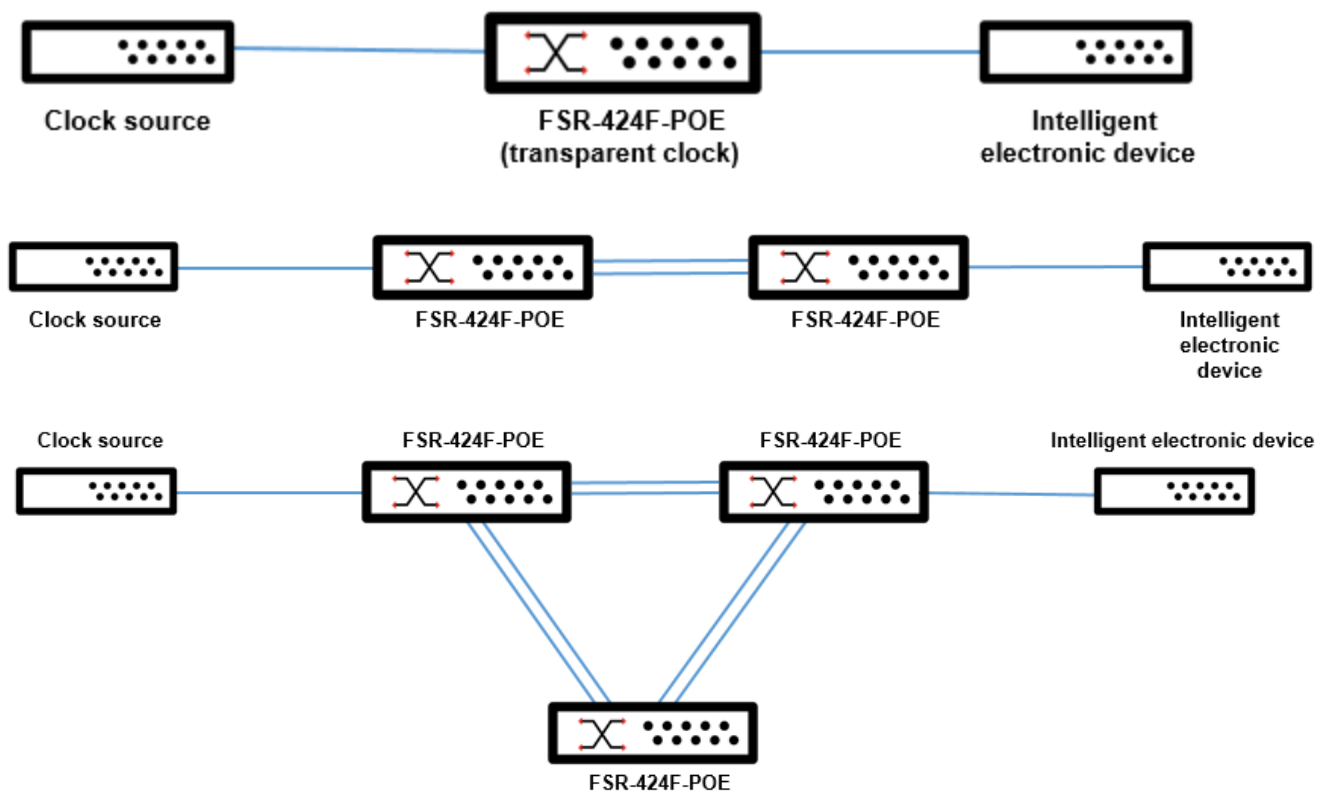 Clock source
FSR-424F-POE
(transparent clock)
Intelligent
electronic device
Clock source
FSR-424F-POE
FSR-424F-POE
Intelligent
electronic
device
Clock source
FSR-424F-POE
FSR-424F-POE
Intelligent electronic device
FSR-424F-POE